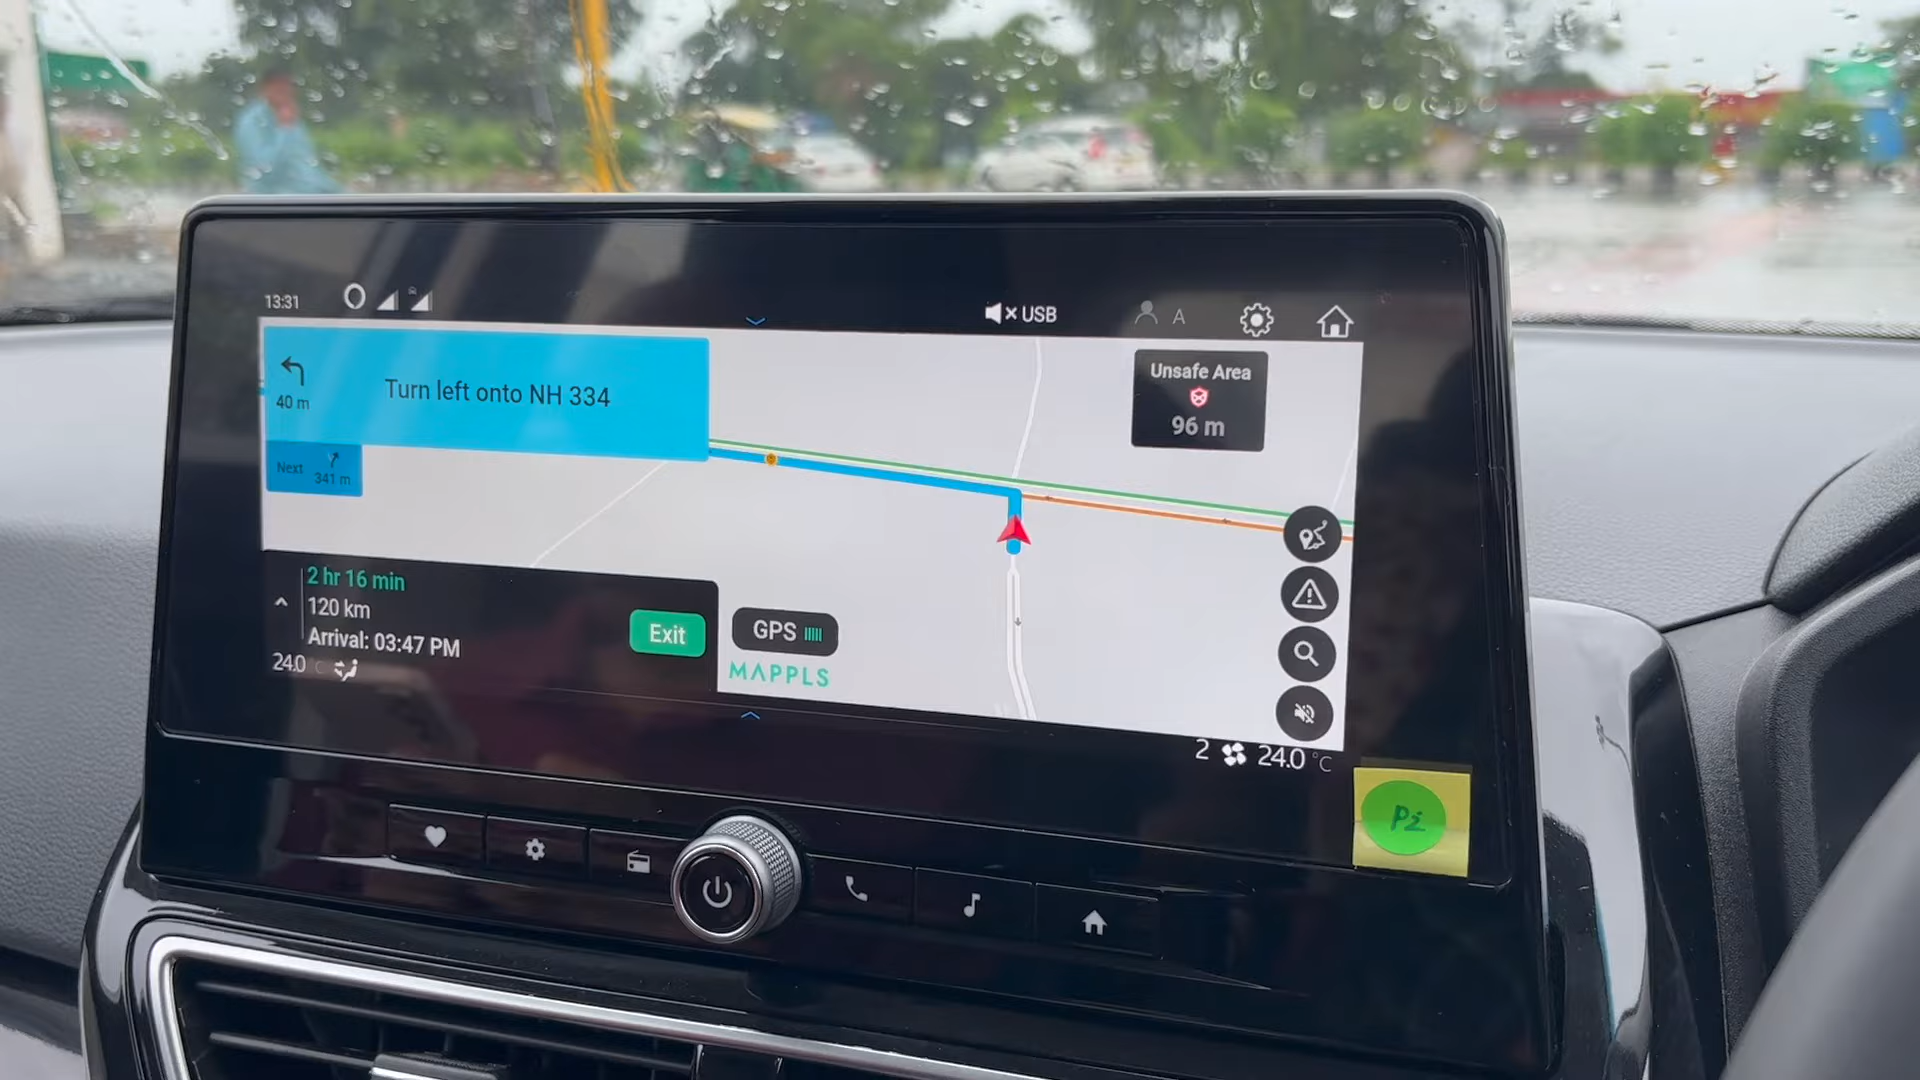 13:31
USB
A
40 m
Turn left onto NH 334
Next
341 m
Unsafe Area
96 m
2 hr 16 min
120 km
Arrival: 03:47 PM
Exit
GPS
MAPPLS
24.0 °C
2
24.0 °C
Pi